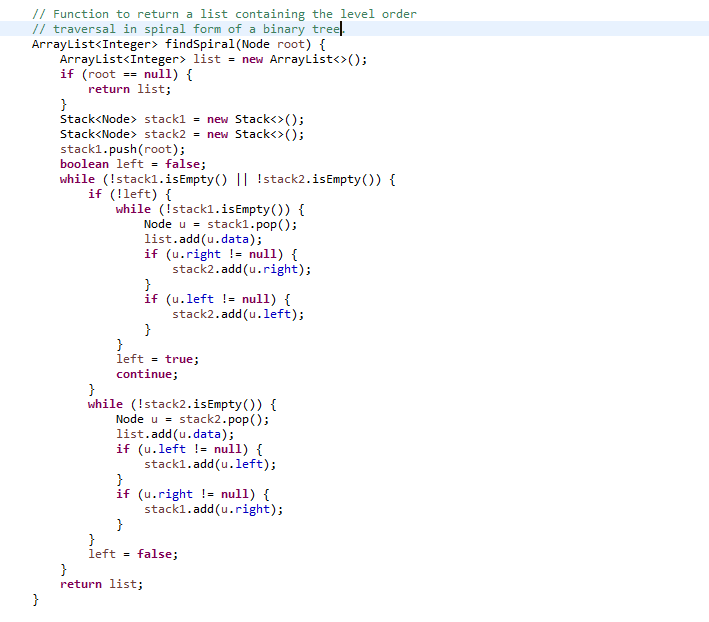 // Function to return a list containing the level order
// traversal in spiral form of a binary tree.
ArrayList<Integer> findSpiral(Node root) {
    ArrayList<Integer> list = new ArrayList<>();
    if (root == null) {
        return list;
    }
    Stack<Node> stack1 = new Stack<>();
    Stack<Node> stack2 = new Stack<>();
    stack1.push(root);
    boolean left = false;
    while (!stack1.isEmpty() || !stack2.isEmpty()) {
        if (!left) {
            while (!stack1.isEmpty()) {
                Node u = stack1.pop();
                list.add(u.data);
                if (u.right != null) {
                    stack2.add(u.right);
                }
                if (u.left != null) {
                    stack2.add(u.left);
                }
            }
            left = true;
            continue;
        }
        while (!stack2.isEmpty()) {
            Node u = stack2.pop();
            list.add(u.data);
            if (u.left != null) {
                stack1.add(u.left);
            }
            if (u.right != null) {
                stack1.add(u.right);
            }
        }
        left = false;
    }
    return list;
}